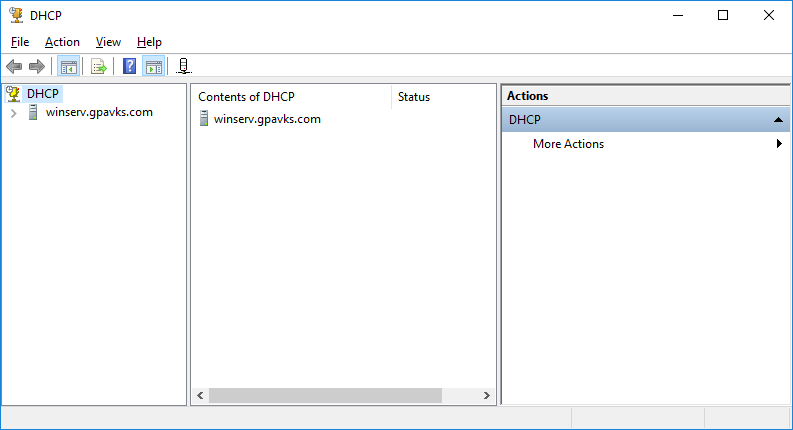 DHCP
File Action View Help
DHCP
winserv.gpavks.com
Contents of DHCP Status
winserv.gpavks.com
Actions
DHCP
More Actions